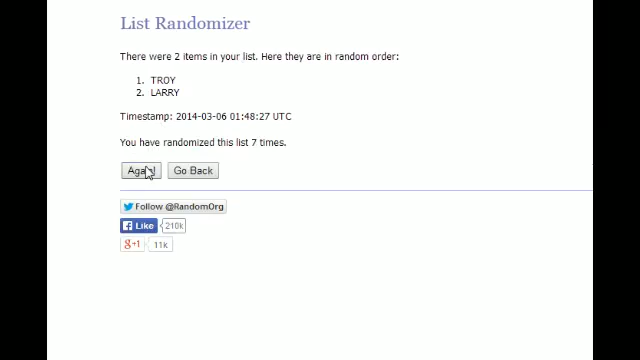 List Randomizer
There were 2 items in your list. Here they are in random order:
1. TROY
2. LARRY
Timestamp: 2014-03-06 01:48:27 UTC
You have randomized this list 7 times.
Go Back
Follow @RandomOrg
Like 210k
g+1 11k